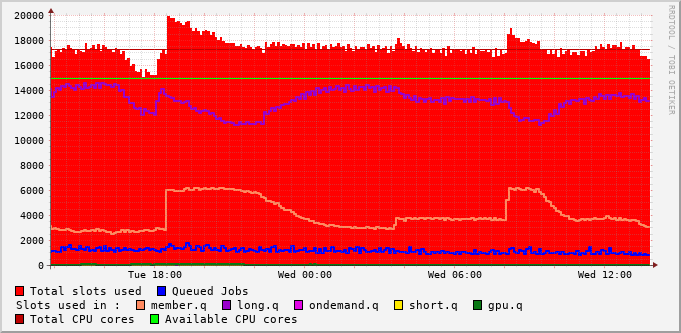 20000
18000
16000
14000
12000
10000
8000
6000
4000
2000
0
Tue 18:00 Wed 00:00 Wed 06:00 Wed 12:00
RRDTOOL / TOBI OETIKER
Total slots used Queued Jobs
Slots used in : member.q long.q ondemand.q short.q gpu.q
Total CPU cores Available CPU cores